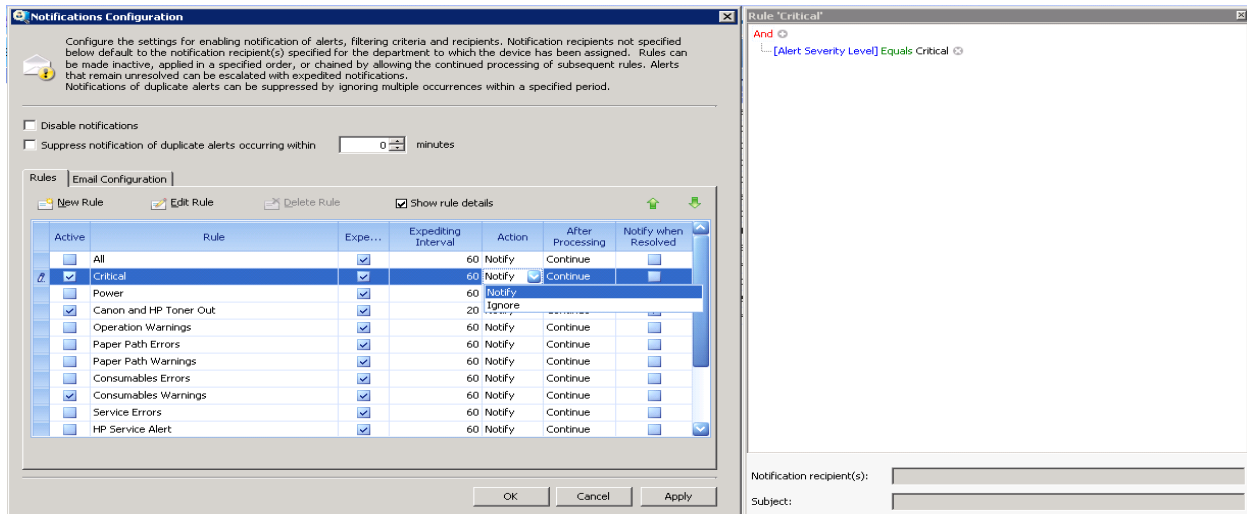 Notifications Configuration
Configure the settings for enabling notification of alerts, filtering criteria and recipients. Notification recipients not specified
below default to the notification recipient(s) specified for the department to which the device has been assigned. Rules can
be made inactive, applied in a specified order, or chained by allowing the continued processing of subsequent rules. Alerts
that remain unresolved can be escalated with expedited notifications.
Notifications of duplicate alerts can be suppressed by ignoring multiple occurrences within a specified period.
Disable notifications
Suppress notification of duplicate alerts occurring within 0 minutes
Rules Email Configuration
New Rule Edit Rule Delete Rule Show rule details
Active Rule Expe... Expediting Interval Action After Processing Notify when Resolved
All 60 Notify Continue
Critical 60 Notify Continue
Notify
Ignore
Power 60
Canon and HP Toner Out 20
Operation Warnings 60 Notify Continue
Paper Path Errors 60 Notify Continue
Paper Path Warnings 60 Notify Continue
Consumables Errors 60 Notify Continue
Consumables Warnings 60 Notify Continue
Service Errors 60 Notify Continue
HP Service Alert 60 Notify Continue
OK Cancel Apply
Rule 'Critical'
And
[Alert Severity Level] Equals Critical
Notification recipient(s):
Subject: